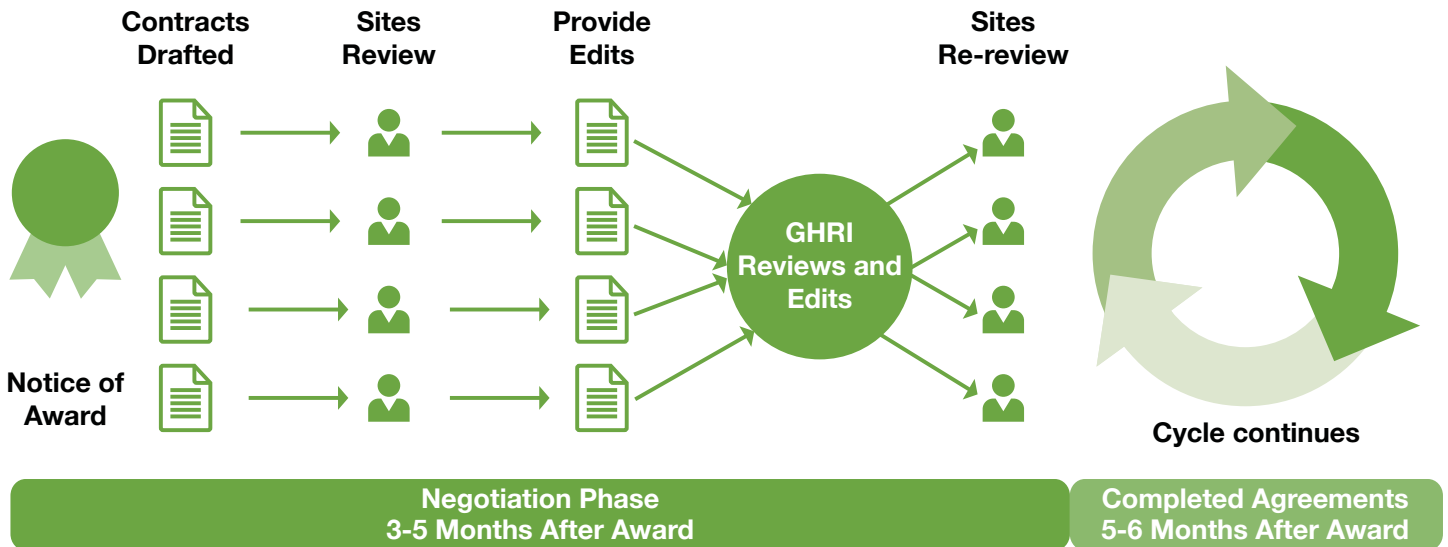 Contracts
Drafted
Sites
Review
Provide
Edits
Sites
Re-review
GHRI
Reviews and
Edits
Notice of
Award
Cycle continues
Negotiation Phase
3-5 Months After Award
Completed Agreements
5-6 Months After Award